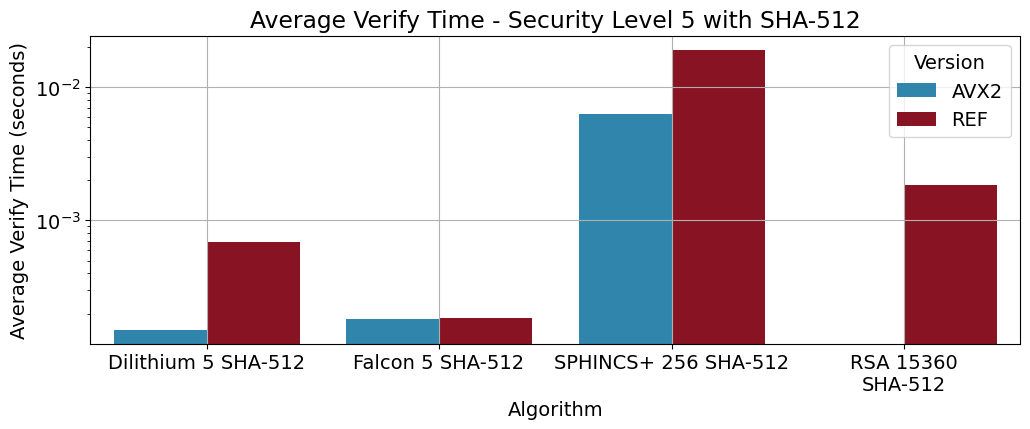 Average Verify Time - Security Level 5 with SHA-512
Average Verify Time (seconds)
10⁻²
10⁻³
Version
AVX2
REF
Dilithium 5 SHA-512
Falcon 5 SHA-512
SPHINCS+ 256 SHA-512
RSA 15360
SHA-512
Algorithm